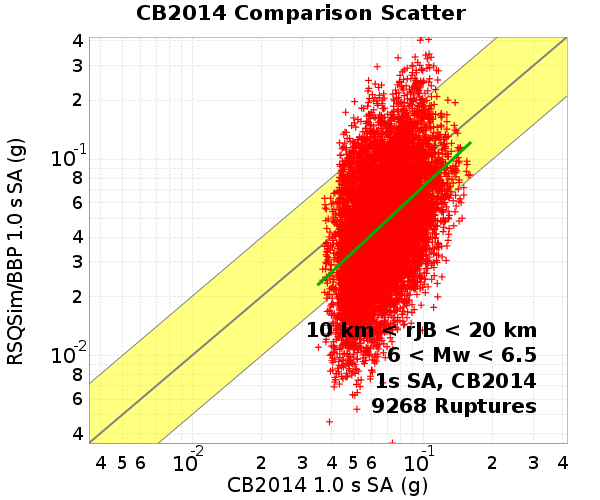 CB2014 Comparison Scatter
RSQSim/BBP 1.0 s SA (g)
4
3
2
10^-1
8
6
4
3
2
10^-2
8
6
4
10 km < rJB < 20 km
6 < Mw < 6.5
1s SA, CB2014
9268 Ruptures
4 5 6 10^-2 2 3 4 5 6 10^-1 2 3 4
CB2014 1.0 s SA (g)